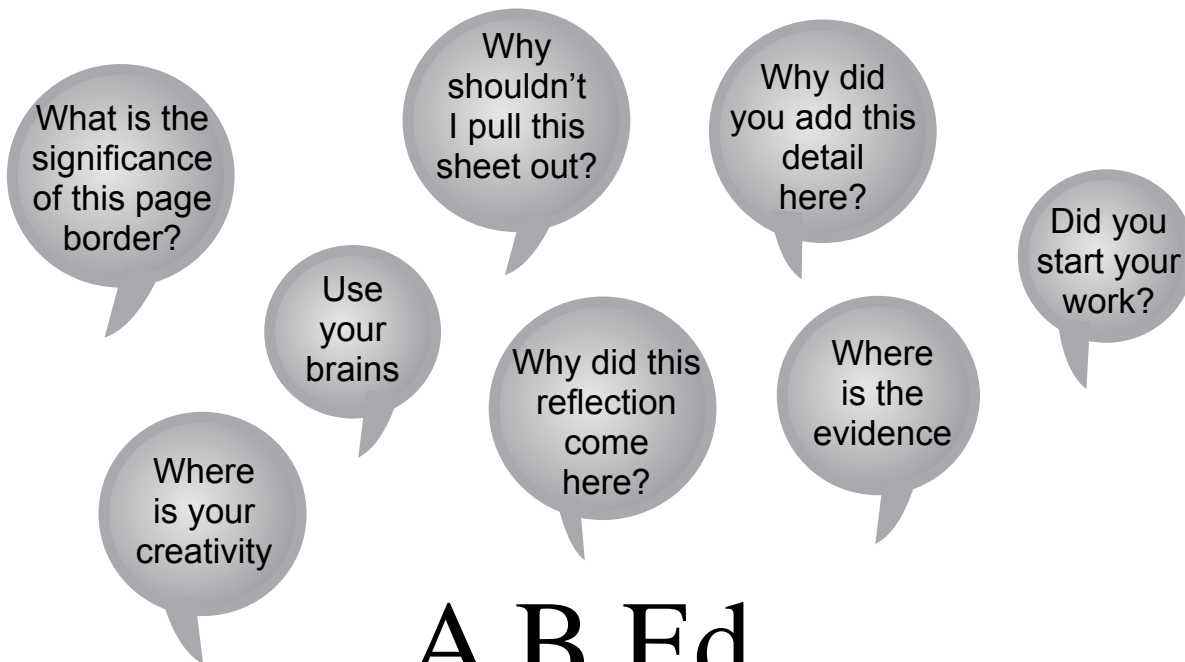 What is the
significance
of this page
border?
Why
shouldn't
I pull this
sheet out?
Why did
you add this
detail
here?
Did you
start your
work?
Use
your
brains
Why did this
reflection
come
here?
Where
is the
evidence
Where
is your
creativity
A B.Ed